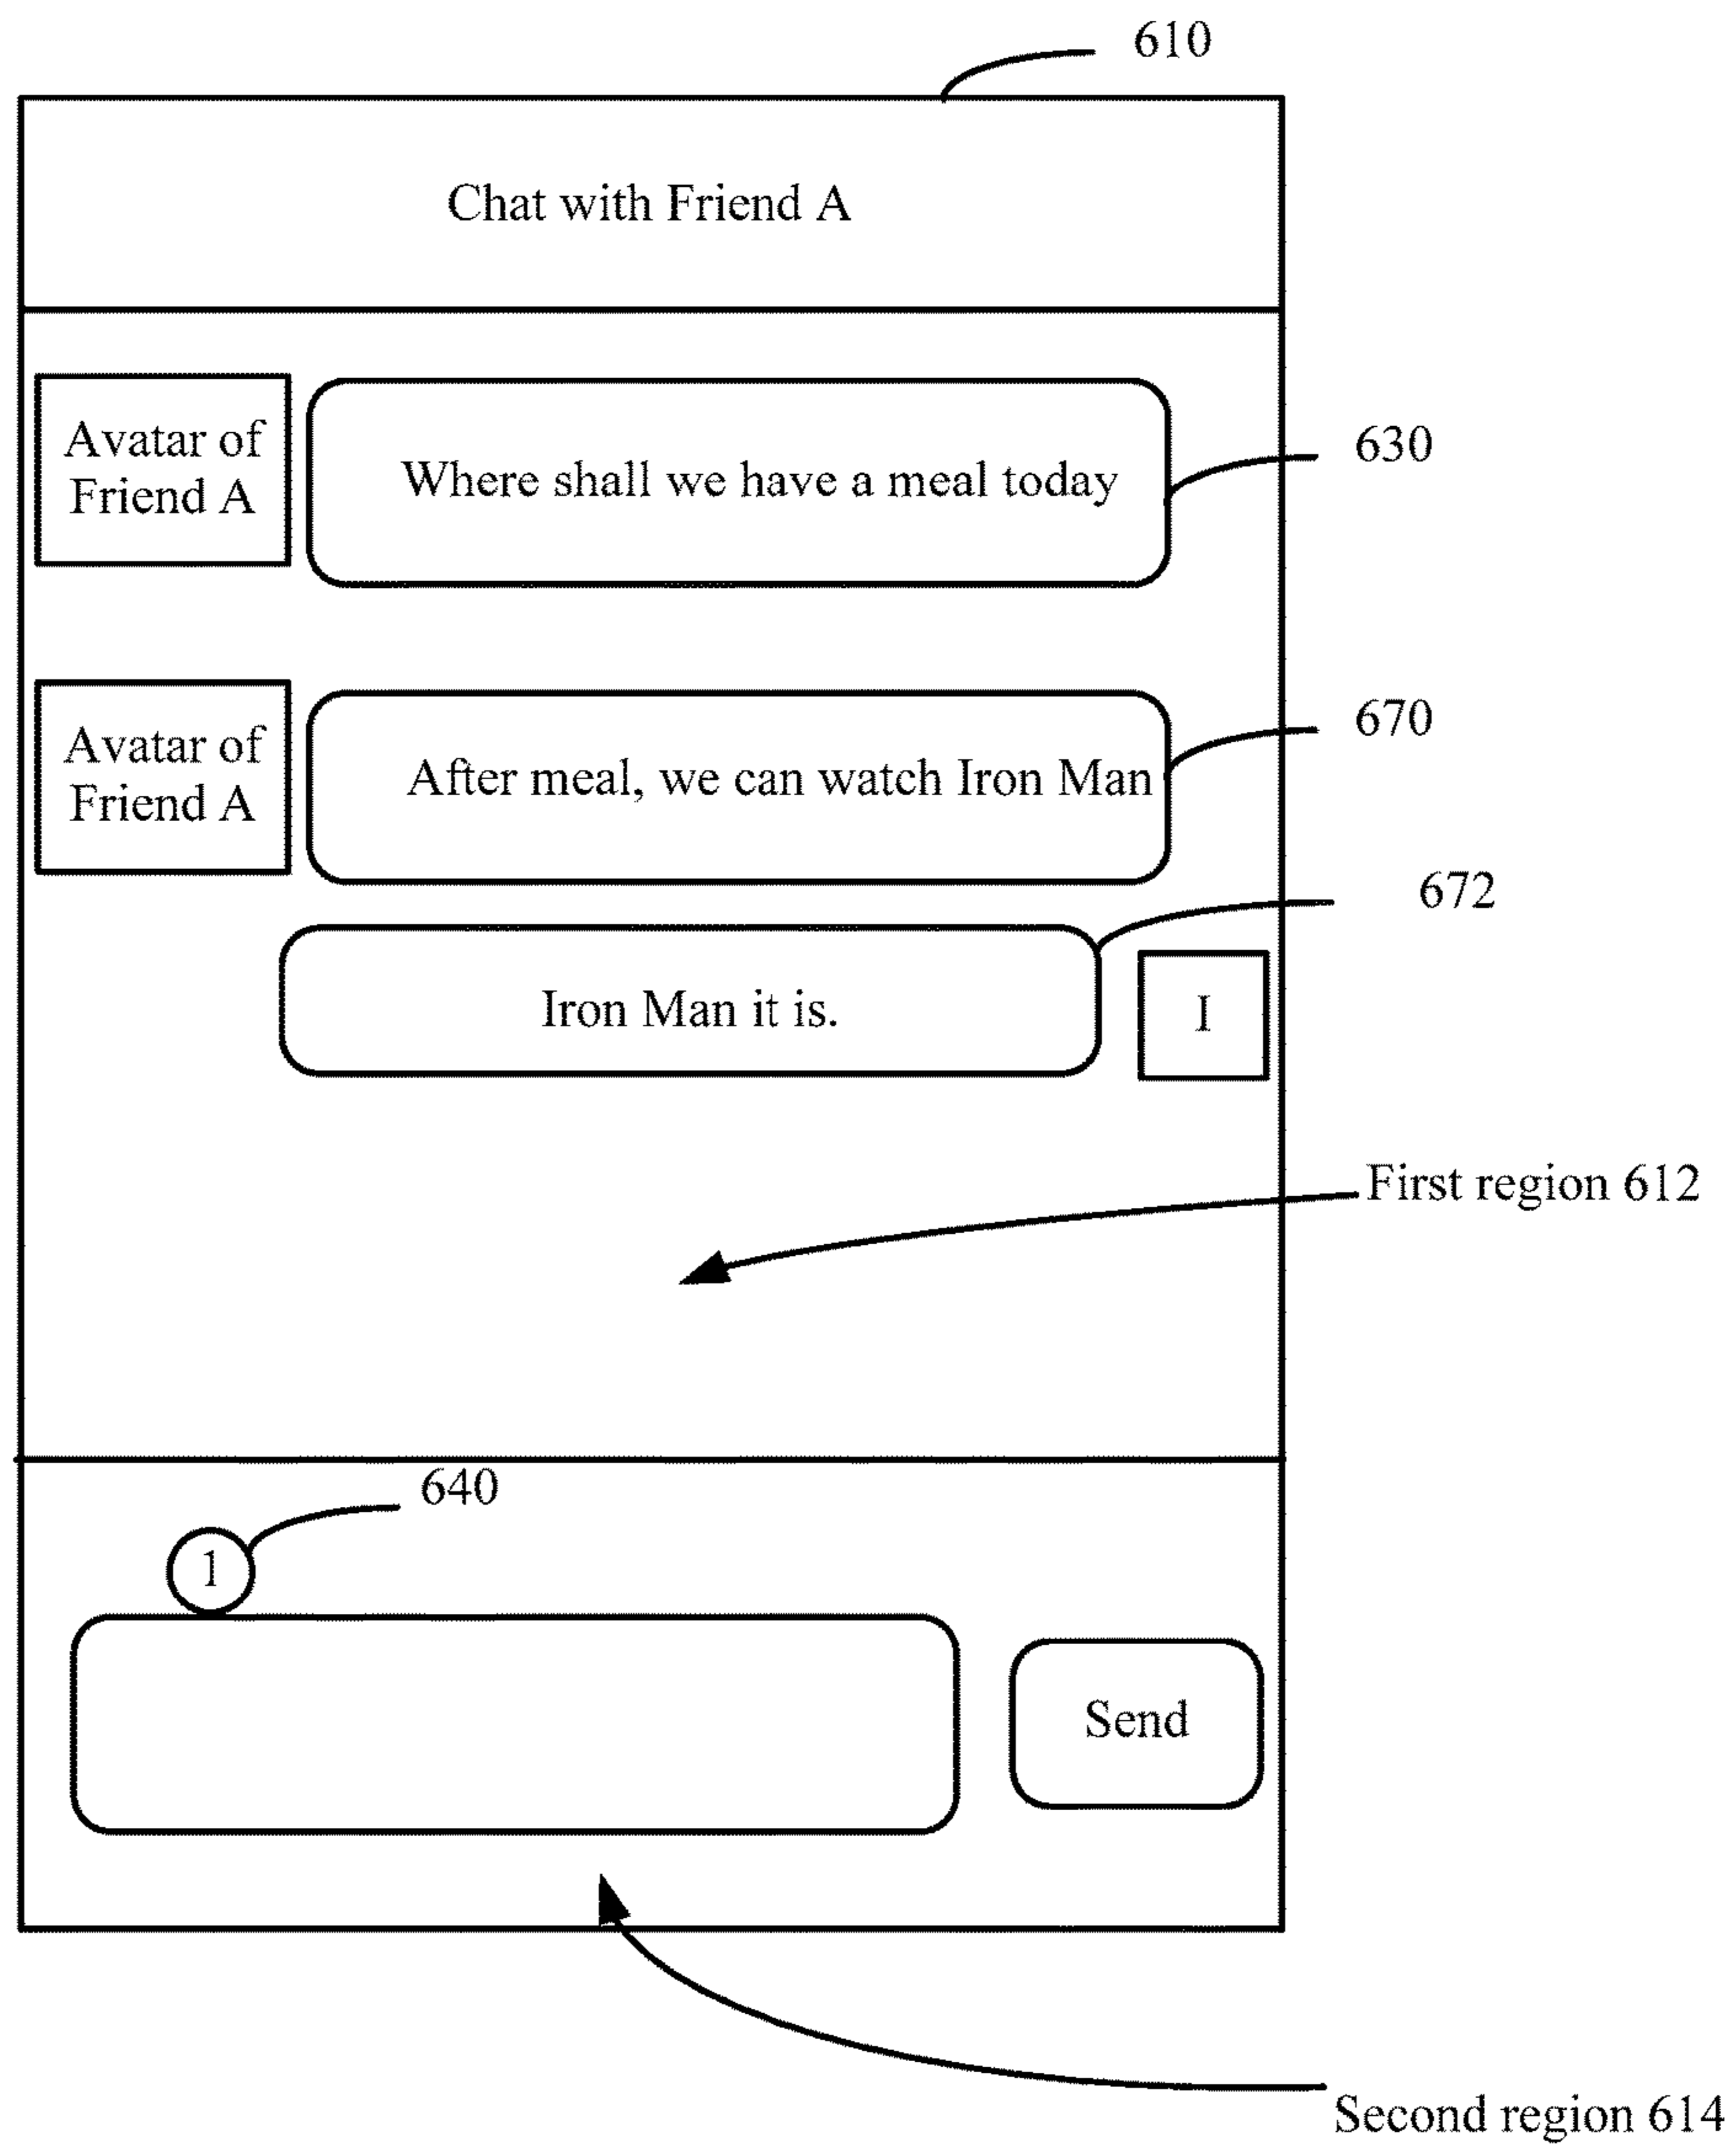 610
Chat with Friend A
Avatar of
Friend A
Where shall we have a meal today
630
Avatar of
Friend A
After meal, we can watch Iron Man
670
672
Iron Man it is.
I
First region 612
640
1
Send
Second region 614